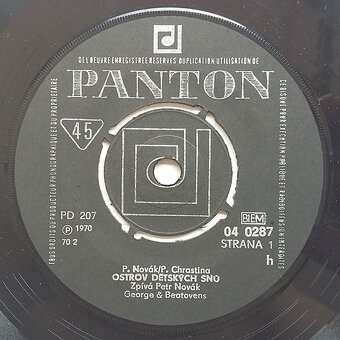 DE L'OEUVRE ENREGISTREE RESERVES DUPLICATION UTILISATION DE
PANTON
45
PD 207
℗ 1970
70 2
BIEM
04 0287
STRANA 1
h
P. Novák/P. Chrastina
OSTROV DĚTSKÝCH SNŮ
Zpívá Petr Novák
George & Beatovens
TOUS DROITS DU PRODUCTEUR PHONOGRAPHIQUE ET DU PROPRIETAIRE
CE DISQUE POUR EXECUTION PUBLIQUE ET RADIODIFFUSION INTERDITES